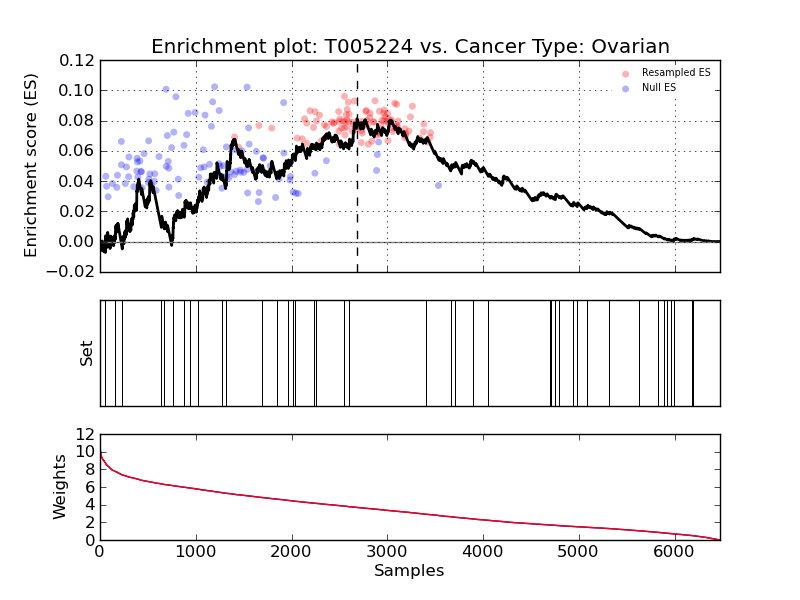 Enrichment plot: T005224 vs. Cancer Type: Ovarian
Enrichment score (ES)
0.12
0.10
0.08
0.06
0.04
0.02
0.00
−0.02
Resampled ES
Null ES
Set
Weights
12
10
8
6
4
2
0
0 1000 2000 3000 4000 5000 6000
Samples